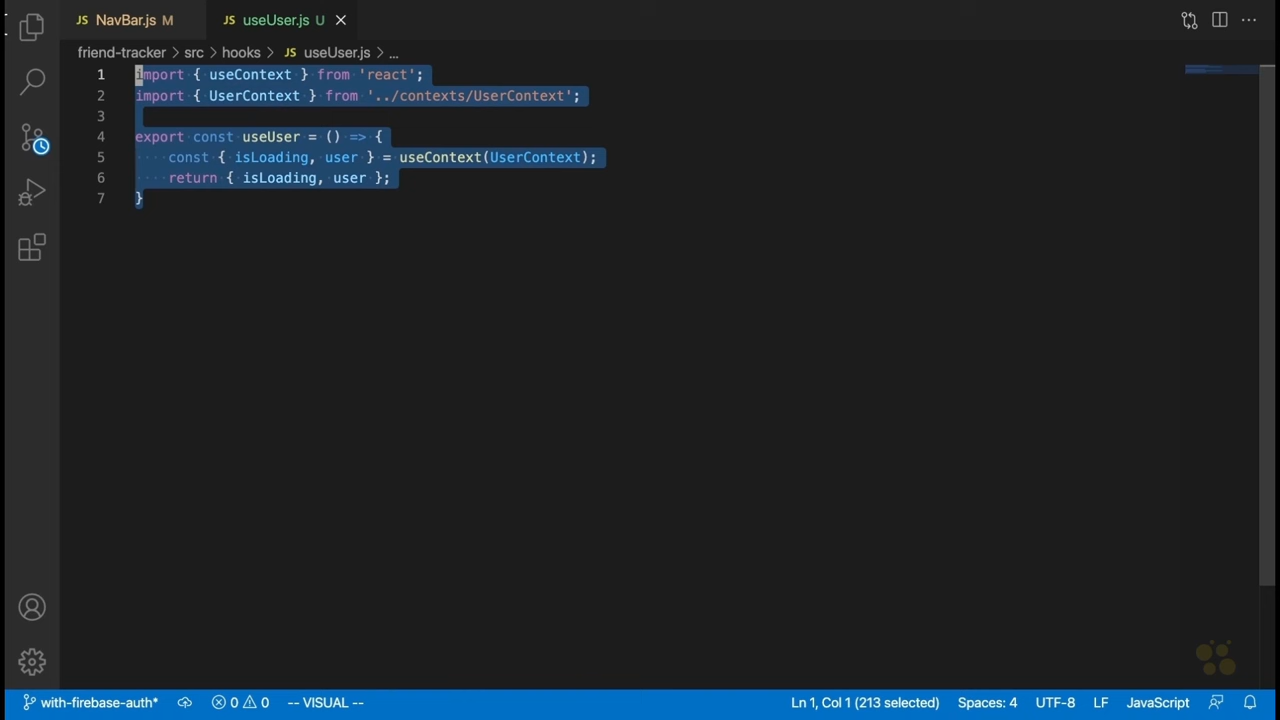 JS NavBar.js M
JS useUser.js U
friend-tracker > src > hooks > JS useUser.js > ...
1 import { useContext } from 'react';
2 import { UserContext } from '../contexts/UserContext';
3
4 export const useUser = () => {
5 const { isLoading, user } = useContext(UserContext);
6 return { isLoading, user };
7 }
with-firebase-auth* 0 0 -- VISUAL -- Ln 1, Col 1 (213 selected) Spaces: 4 UTF-8 LF JavaScript